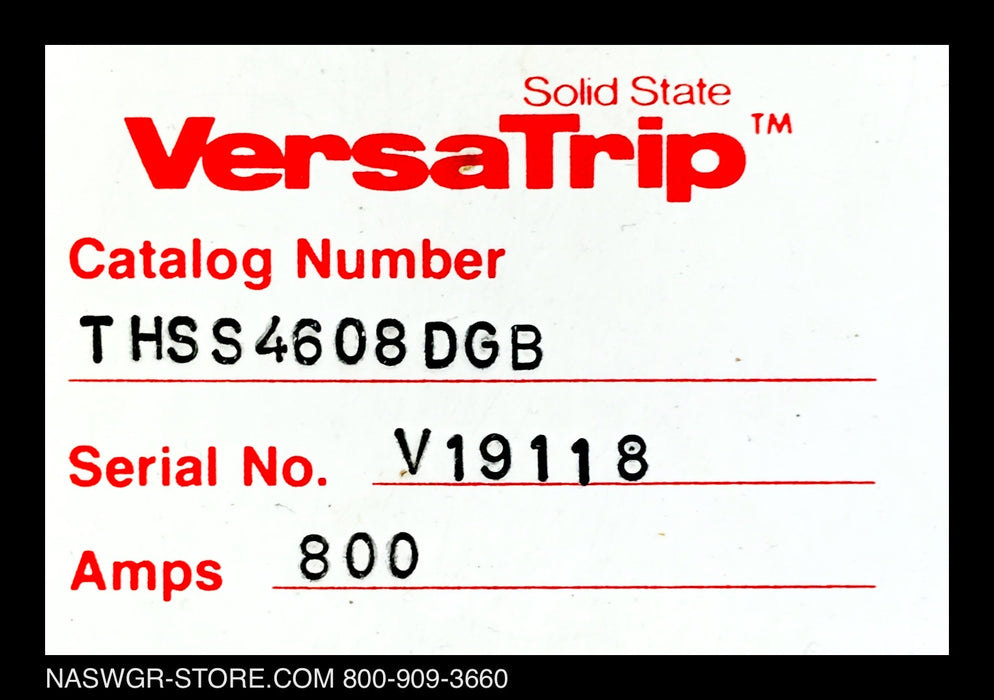 Solid State
VersaTrip™
Catalog Number
THSS4608DGB
Serial No. V19118
Amps 800
NASWGR-STORE.COM 800-909-3660